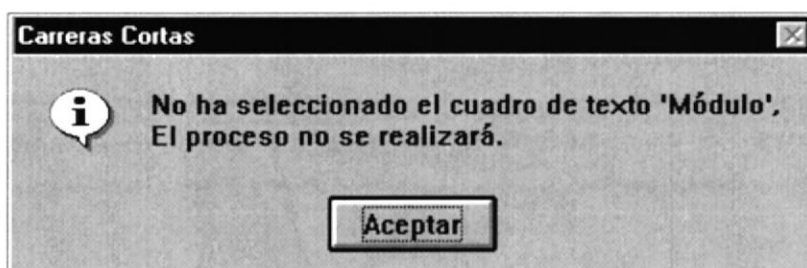 Carreras Cortas
No ha seleccionado el cuadro de texto 'Módulo',
El proceso no se realizará.
Aceptar